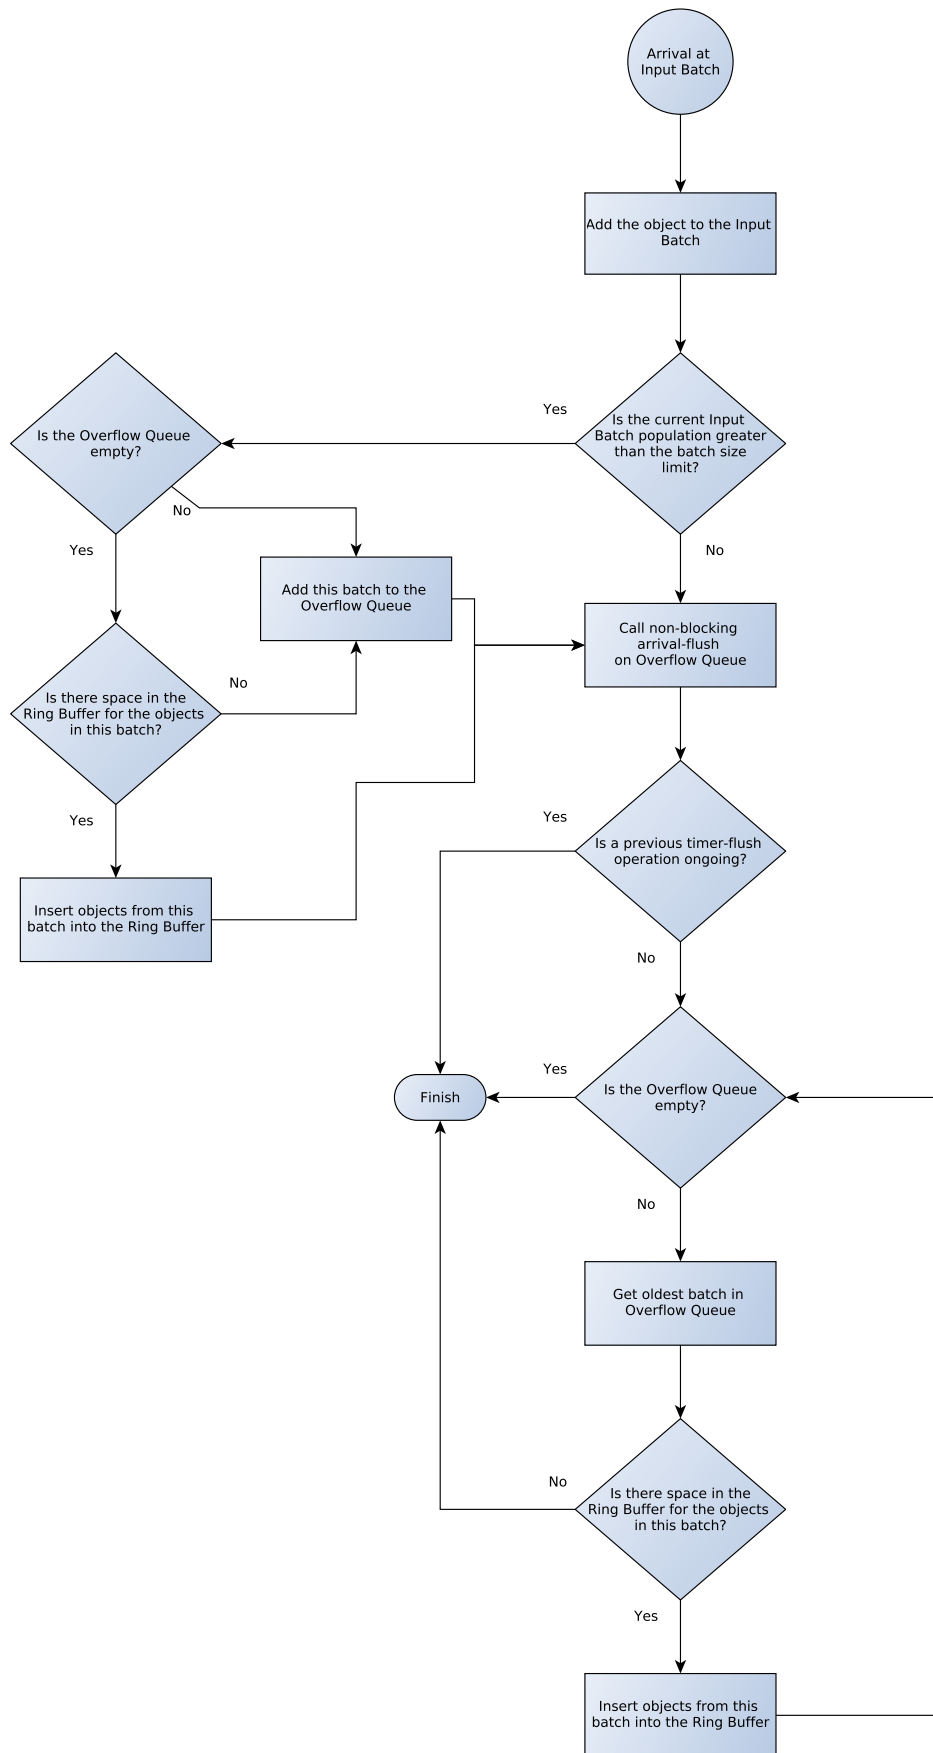 Arrival at
Input Batch
Add the object to the Input
Batch
Is the current Input
Batch population greater
than the batch size
limit?
Yes
No
Is the Overflow Queue
empty?
No
Yes
Add this batch to the
Overflow Queue
Call non-blocking
arrival-flush
on Overflow Queue
Is there space in the
Ring Buffer for the objects
in this batch?
No
Yes
Insert objects from this
batch into the Ring Buffer
Is a previous timer-flush
operation ongoing?
Yes
No
Is the Overflow Queue
empty?
Yes
Finish
No
Get oldest batch in
Overflow Queue
Is there space in the
Ring Buffer for the objects
in this batch?
No
Yes
Insert objects from this
batch into the Ring Buffer